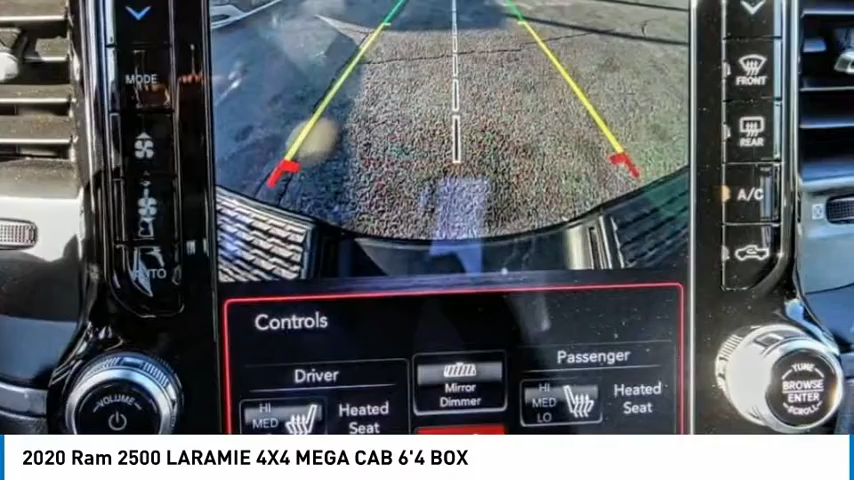 MODE
FRONT
REAR
A/C
AUTO
Controls
Driver
Passenger
HI
MED
Heated
Seat
Mirror
Dimmer
HI
MED
LO
Heated
Seat
VOLUME
TUNE
BROWSE
ENTER
SCROLL
2020 Ram 2500 LARAMIE 4X4 MEGA CAB 6'4 BOX